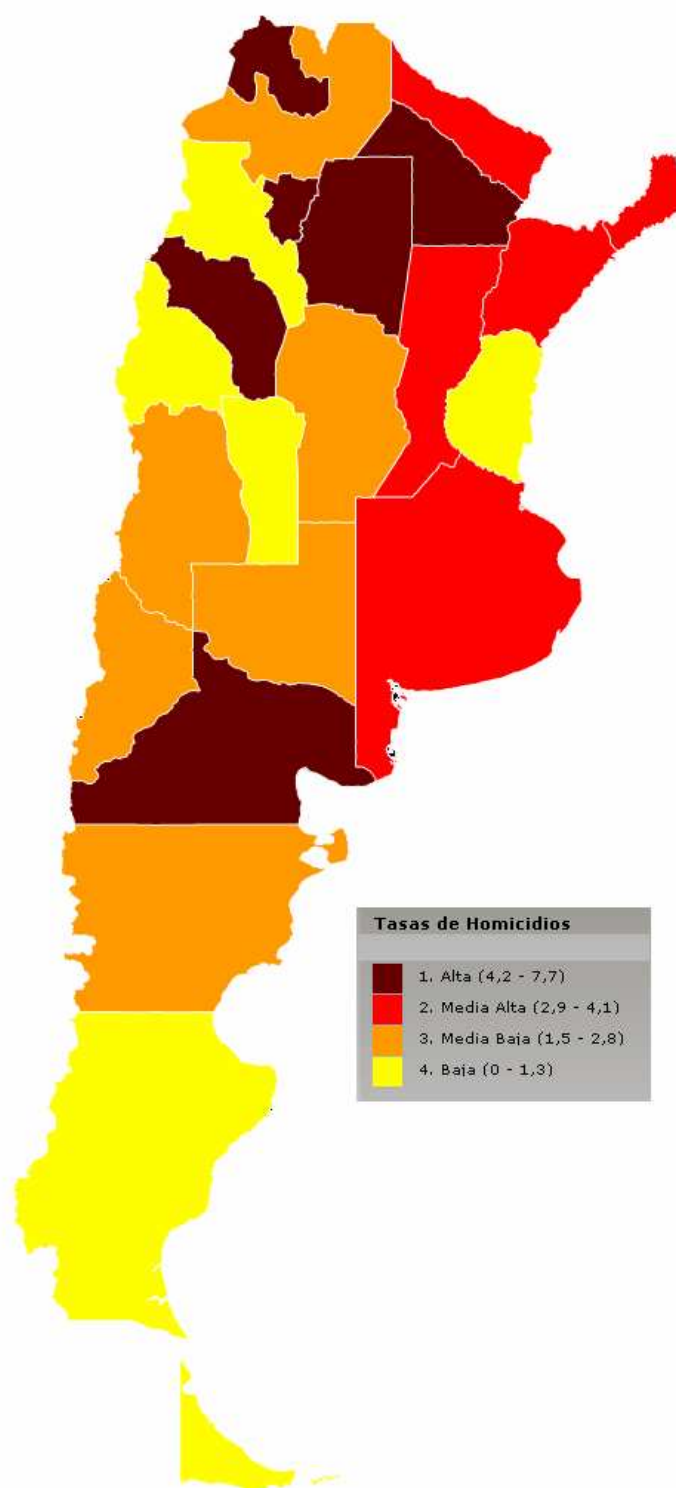 Tasas de Homicidios
1. Alta (4,2 - 7,7)
2. Media Alta (2,9 - 4,1)
3. Media Baja (1,5 - 2,8)
4. Baja (0 - 1,3)